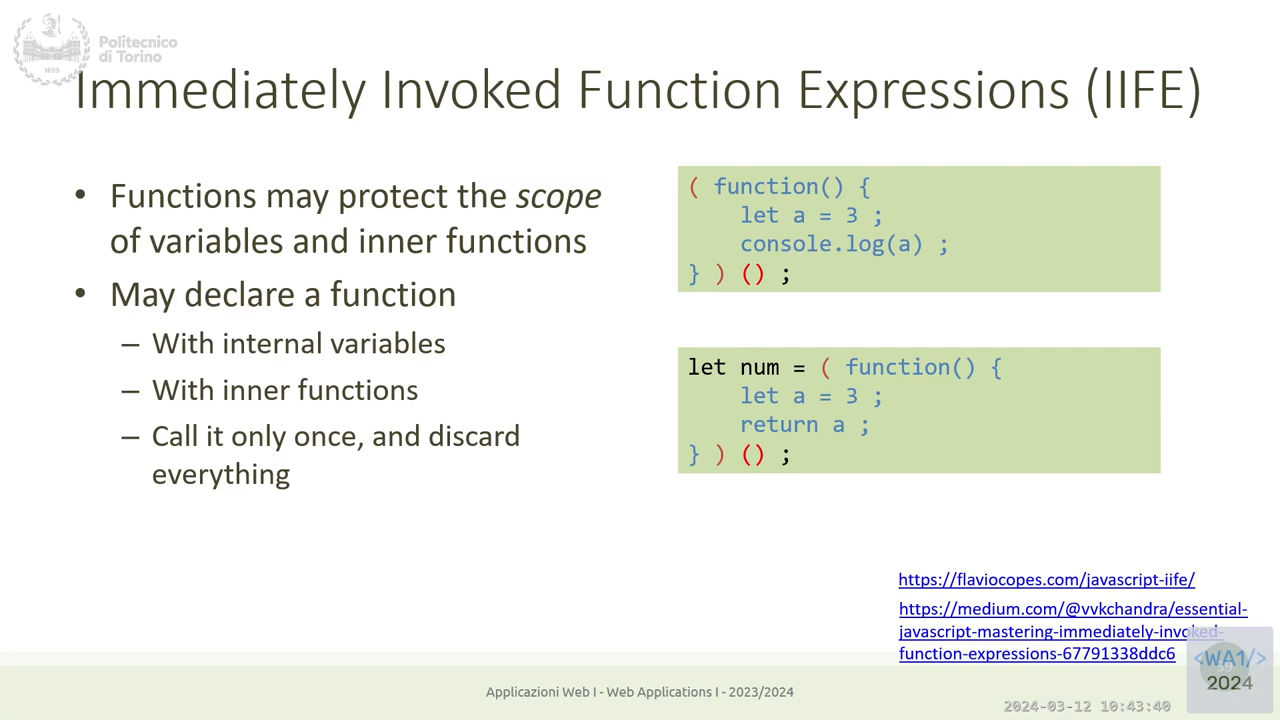 Politecnico
di Torino
1859
Immediately Invoked Function Expressions (IIFE)
• Functions may protect the scope
of variables and inner functions
• May declare a function
– With internal variables
– With inner functions
– Call it only once, and discard
everything
( function() {
let a = 3 ;
console.log(a) ;
} ) () ;
let num = ( function() {
let a = 3 ;
return a ;
} ) () ;
https://flaviocopes.com/javascript-iife/
https://medium.com/@vvkchandra/essential-
javascript-mastering-immediately-invoked-
function-expressions-67791338ddc6
<WA1/>
2024
Applicazioni Web I - Web Applications I - 2023/2024
2024-03-12 10:43:40